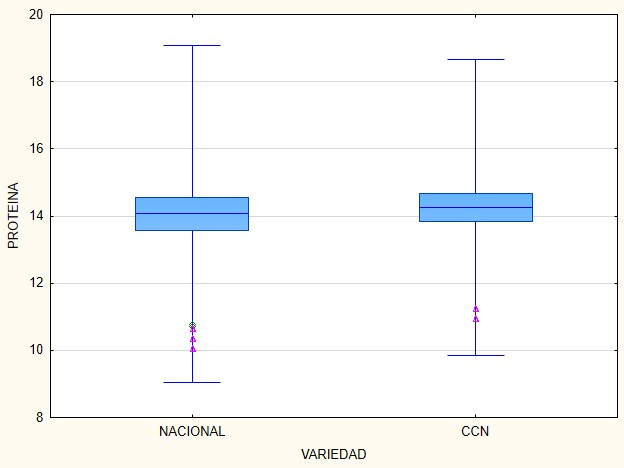 20
18
16
14
12
10
8
PROTEINA
NACIONAL CCN
VARIEDAD